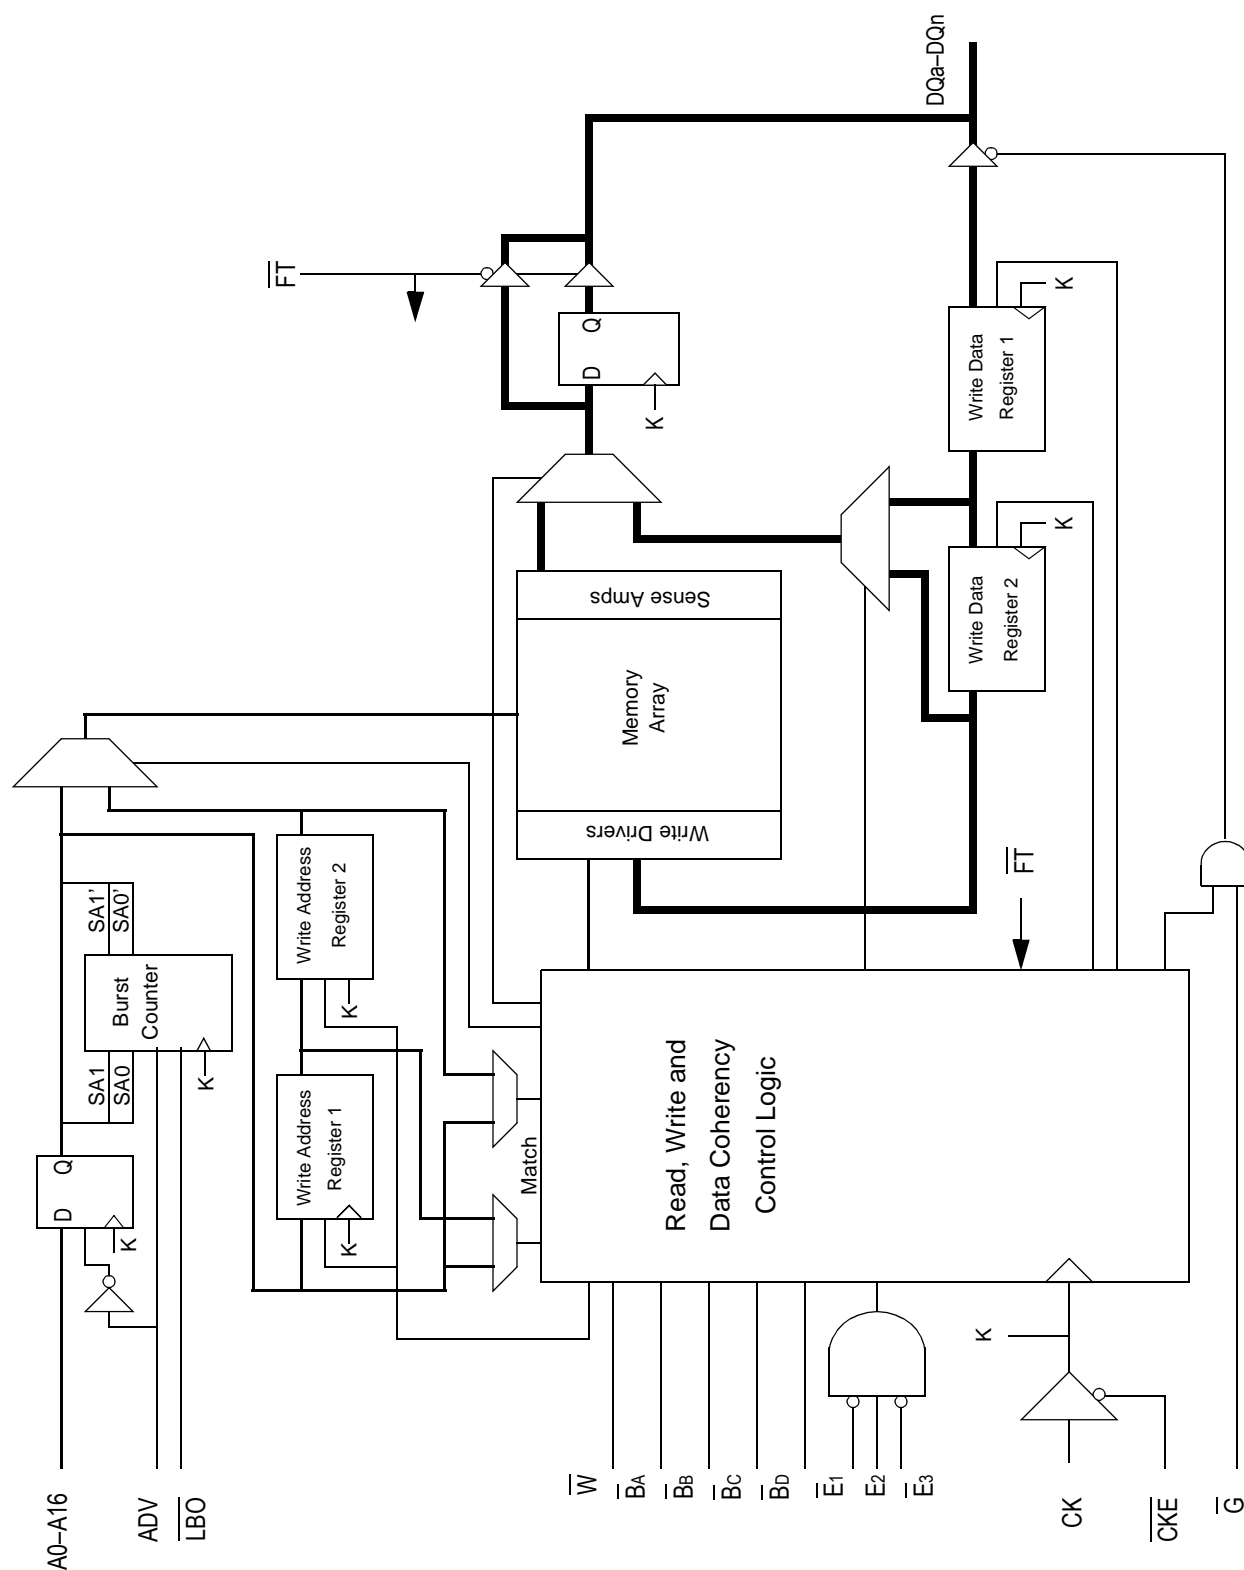 A0–A16
ADV
LBO
D
Q
K
SA1
SA0
Burst
Counter
SA1’
SA0’
K
Write Address
Register 1
K
Write Address
Register 2
K
FT
D
Q
K
Match
Write Drivers
Memory
Array
Sense Amps
W
BA
BB
BC
BD
E1
E2
E3
Read, Write and
Data Coherency
Control Logic
FT
Write Data
Register 2
K
Write Data
Register 1
K
DQa–DQn
K
CK
CKE
G